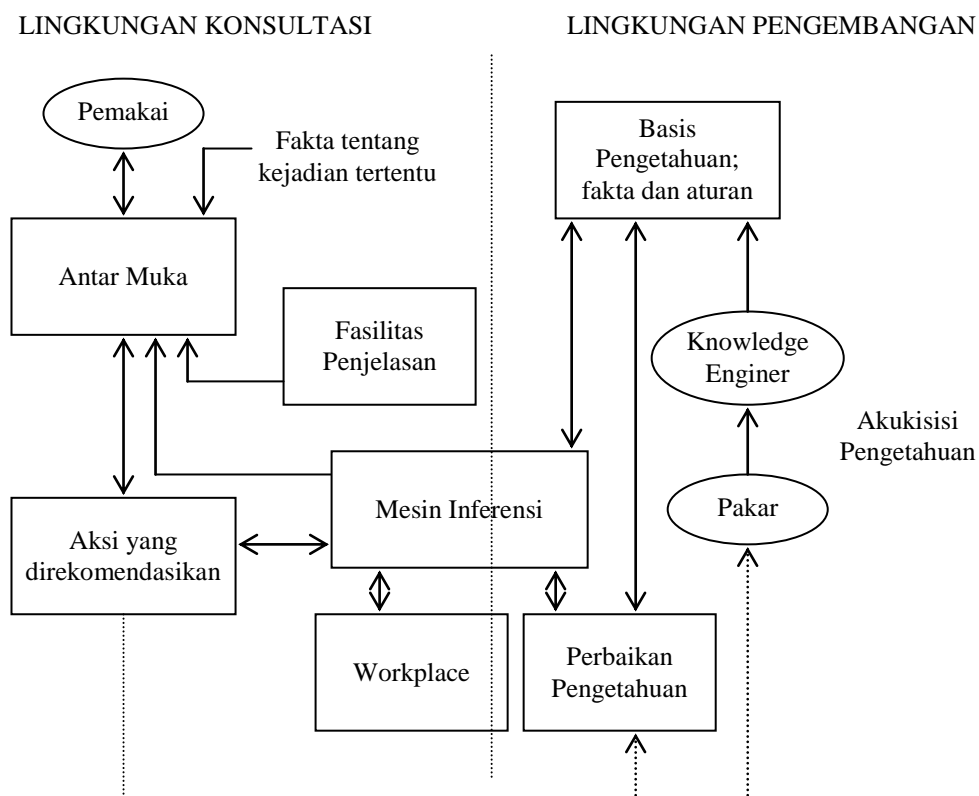 LINGKUNGAN KONSULTASI
LINGKUNGAN PENGEMBANGAN
Pemakai
Fakta tentang
kejadian tertentu
Basis
Pengetahuan;
fakta dan aturan
Antar Muka
Fasilitas
Penjelasan
Knowledge
Enginer
Akukisisi
Pengetahuan
Mesin Inferensi
Pakar
Aksi yang
direkomendasikan
Workplace
Perbaikan
Pengetahuan